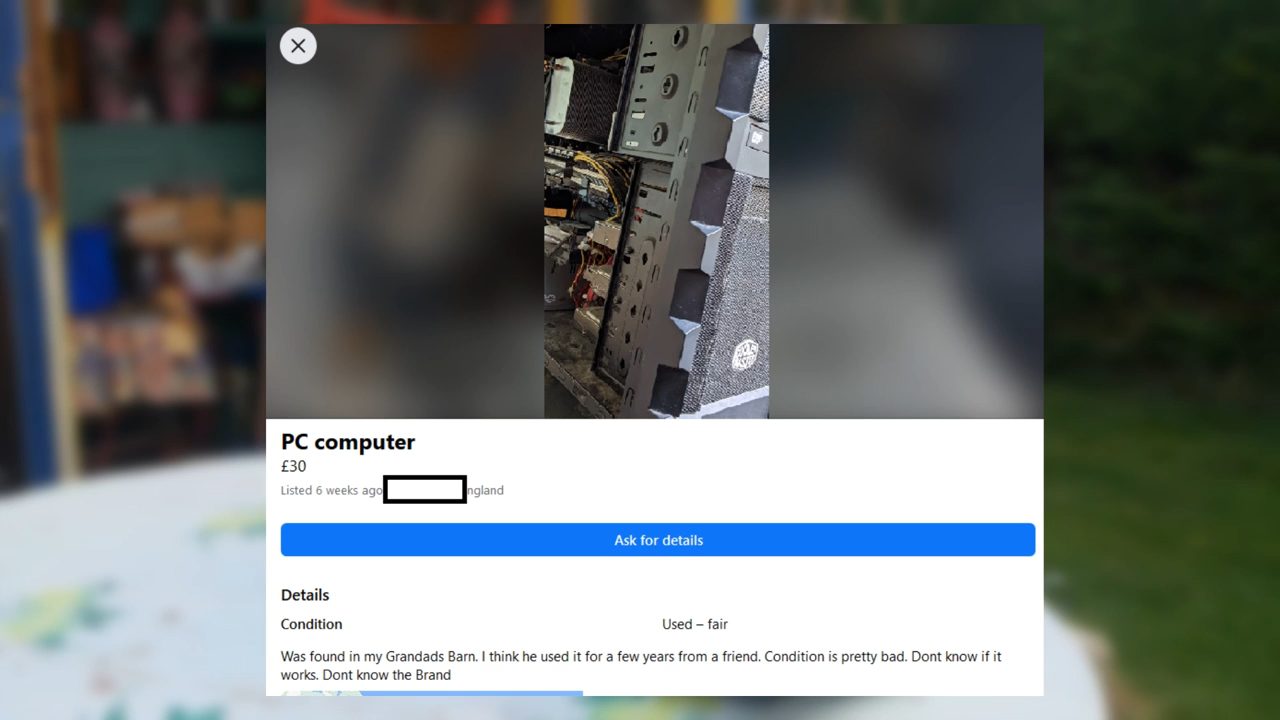 PC computer
£30
Listed 6 weeks ago ngland
Ask for details
Details
Condition Used – fair
Was found in my Grandads Barn. I think he used it for a few years from a friend. Condition is pretty bad. Dont know if it
works. Dont know the Brand